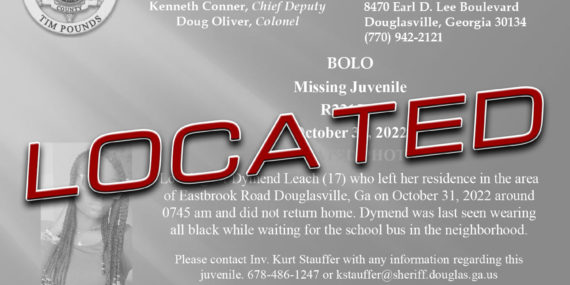 COUNTY
TIM POUNDS
Kenneth Conner, Chief Deputy
Doug Oliver, Colonel
8470 Earl D. Lee Boulevard
Douglasville, Georgia 30134
(770) 942-2121
BOLO
Missing Juvenile
October 2022
LOCATED
Dymend Leach (17) who left her residence in the area
of Eastbrook Road Douglasville, Ga on October 31, 2022 around
0745 am and did not return home. Dymend was last seen wearing
all black while waiting for the school bus in the neighborhood.
Please contact Inv. Kurt Stauffer with any information regarding this
juvenile. 678-486-1247 or kstauffer@sheriff.douglas.ga.us